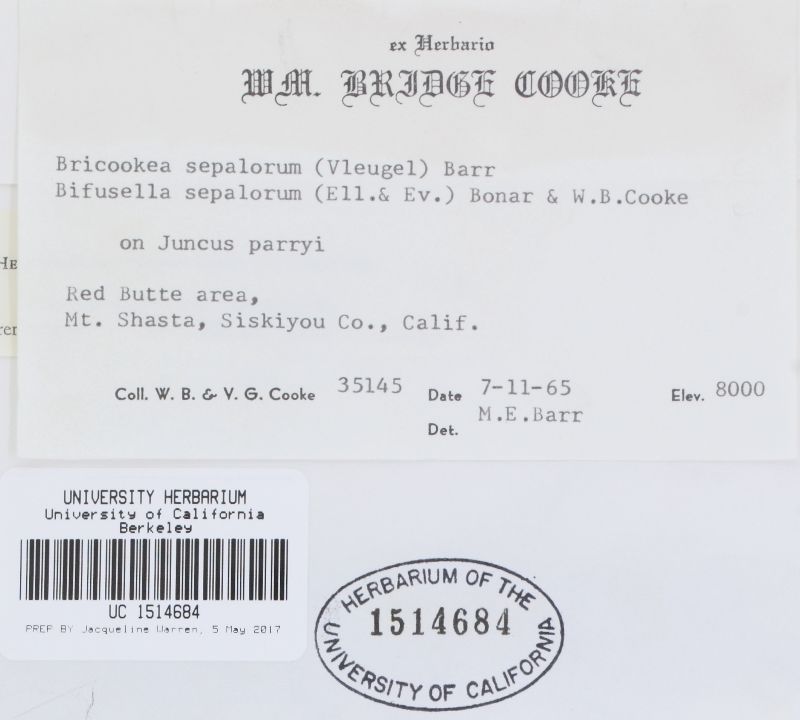 ex Herbario
WM. BRIDGE COOKE
Bricookea sepalorum (Vleugel) Barr
Bifusella sepalorum (Ell.& Ev.) Bonar & W.B.Cooke
on Juncus parryi
Red Butte area,
Mt. Shasta, Siskiyou Co., Calif.
Coll. W. B. & V. G. Cooke 35145 Date 7-11-65 Elev. 8000
Det. M.E.Barr
UNIVERSITY HERBARIUM
University of California
Berkeley
UC 1514684
PREP BY Jacqueline Warren, 5 May 2017
HERBARIUM OF THE
1514684
UNIVERSITY OF CALIFORNIA